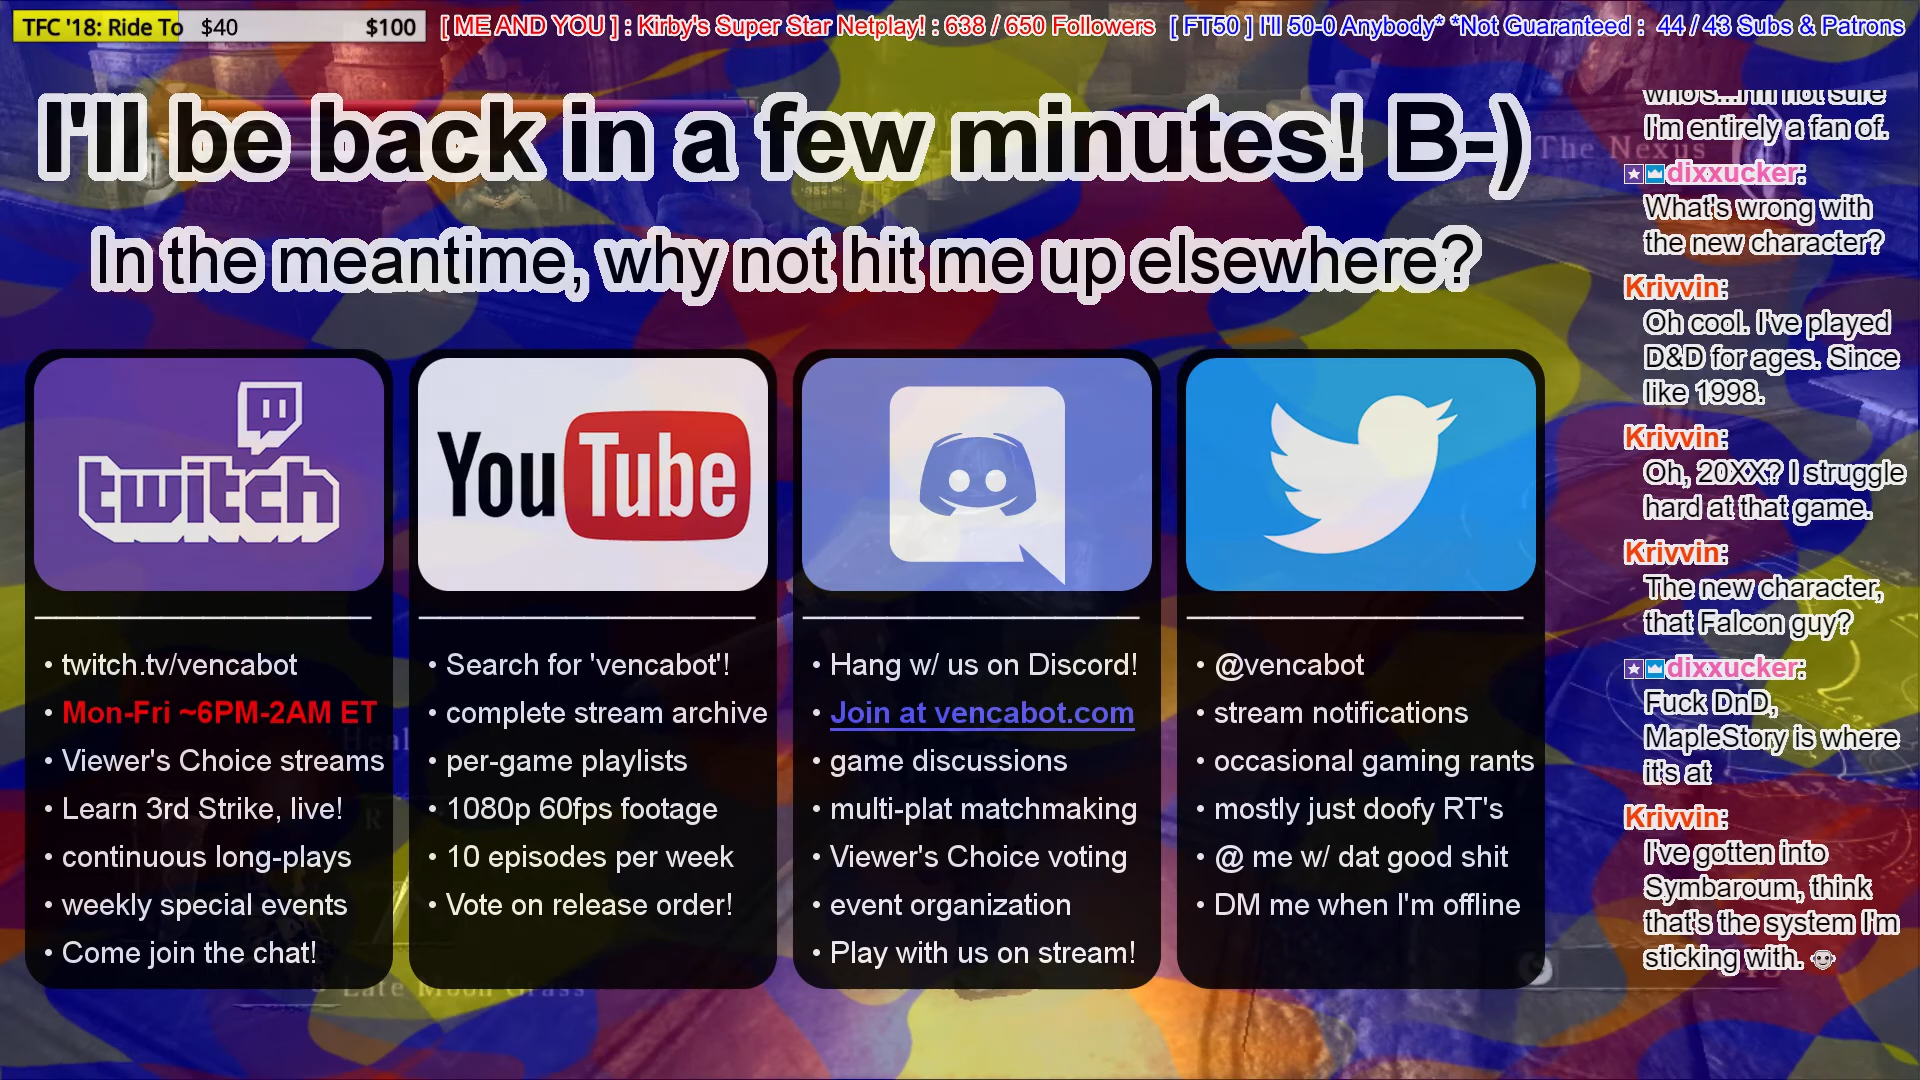 TFC '18: Ride To $40 $100
[ ME AND YOU ] : Kirby's Super Star Netplay! : 638 / 650 Followers [ FT50 ] I'll 50-0 Anybody* *Not Guaranteed : 44 / 43 Subs & Patrons
I'll be back in a few minutes! B-)
In the meantime, why not hit me up elsewhere?
The Nexus
twitch
• twitch.tv/vencabot
• Mon-Fri ~6PM-2AM ET
• Viewer's Choice streams
• Learn 3rd Strike, live!
• continuous long-plays
• weekly special events
• Come join the chat!
YouTube
• Search for 'vencabot'!
• complete stream archive
• per-game playlists
• 1080p 60fps footage
• 10 episodes per week
• Vote on release order!
• Hang w/ us on Discord!
• Join at vencabot.com
• game discussions
• multi-plat matchmaking
• Viewer's Choice voting
• event organization
• Play with us on stream!
• @vencabot
• stream notifications
• occasional gaming rants
• mostly just doofy RT's
• @ me w/ dat good shit
• DM me when I'm offline
Late Moon Grass
who's...I'm not sure
I'm entirely a fan of.
dixxucker:
What's wrong with
the new character?
Krivvin:
Oh cool. I've played
D&D for ages. Since
like 1998.
Krivvin:
Oh, 20XX? I struggle
hard at that game.
Krivvin:
The new character,
that Falcon guy?
dixxucker:
Fuck DnD,
MapleStory is where
it's at
Krivvin:
I've gotten into
Symbaroum, think
that's the system I'm
sticking with.